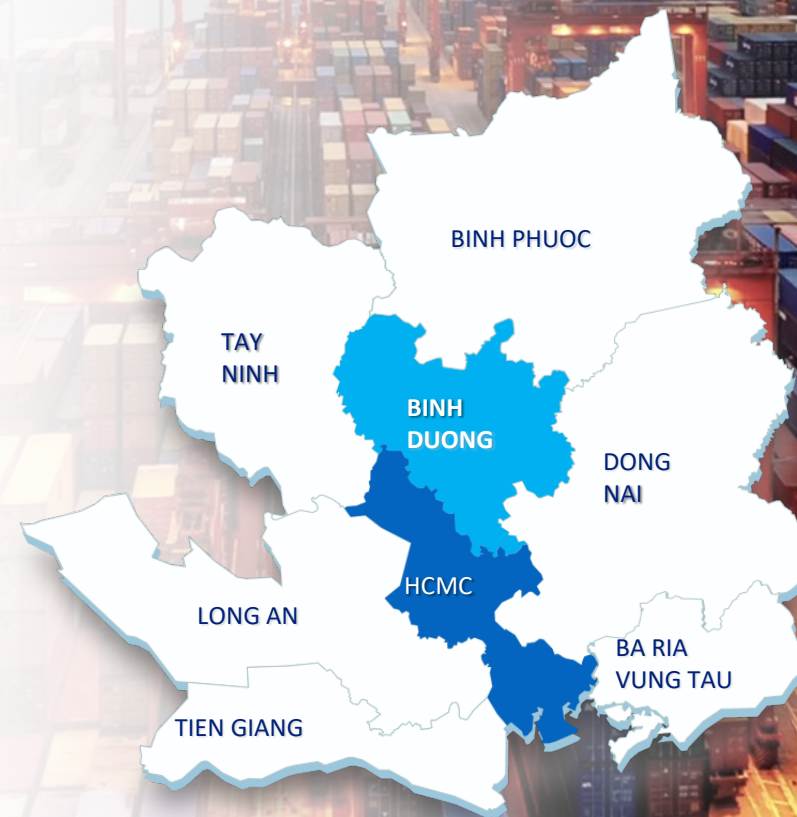 BINH PHUOC
TAY
NINH
BINH
DUONG
DONG
NAI
HCMC
LONG AN
BA RIA
VUNG TAU
TIEN GIANG